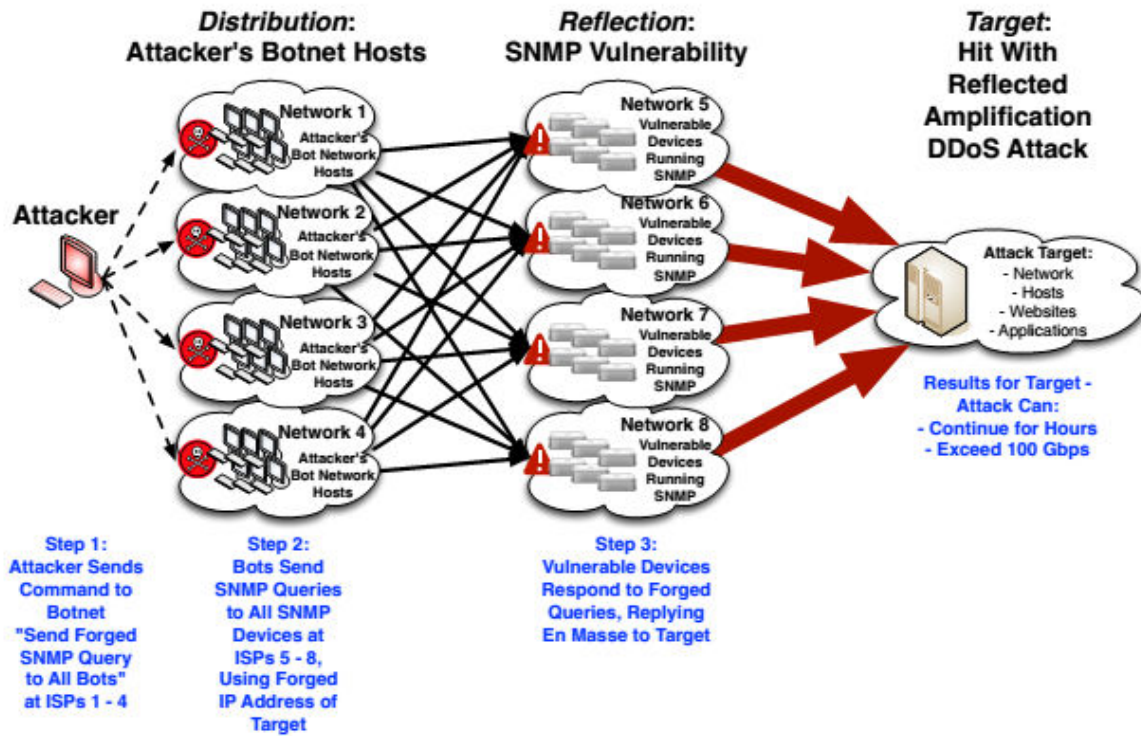 Distribution:
Attacker's Botnet Hosts
Reflection:
SNMP Vulnerability
Target:
Hit With
Reflected
Amplification
DDoS Attack
Attacker
Network 1
Attacker's
Bot Network
Hosts
Network 2
Attacker's
Bot Network
Hosts
Network 3
Attacker's
Bot Network
Hosts
Network 4
Attacker's
Bot Network
Hosts
Network 5
Vulnerable
Devices
Running
SNMP
Network 6
Vulnerable
Devices
Running
SNMP
Network 7
Vulnerable
Devices
Running
SNMP
Network 8
Vulnerable
Devices
Running
SNMP
Attack Target:
- Network
- Hosts
- Websites
- Applications
Results for Target -
Attack Can:
- Continue for Hours
- Exceed 100 Gbps
Step 1:
Attacker Sends
Command to
Botnet
"Send Forged
SNMP Query
to All Bots"
at ISPs 1 - 4
Step 2:
Bots Send
SNMP Queries
to All SNMP
Devices at
ISPs 5 - 8,
Using Forged
IP Address of
Target
Step 3:
Vulnerable Devices
Respond to Forged
Queries, Replying
En Masse to Target